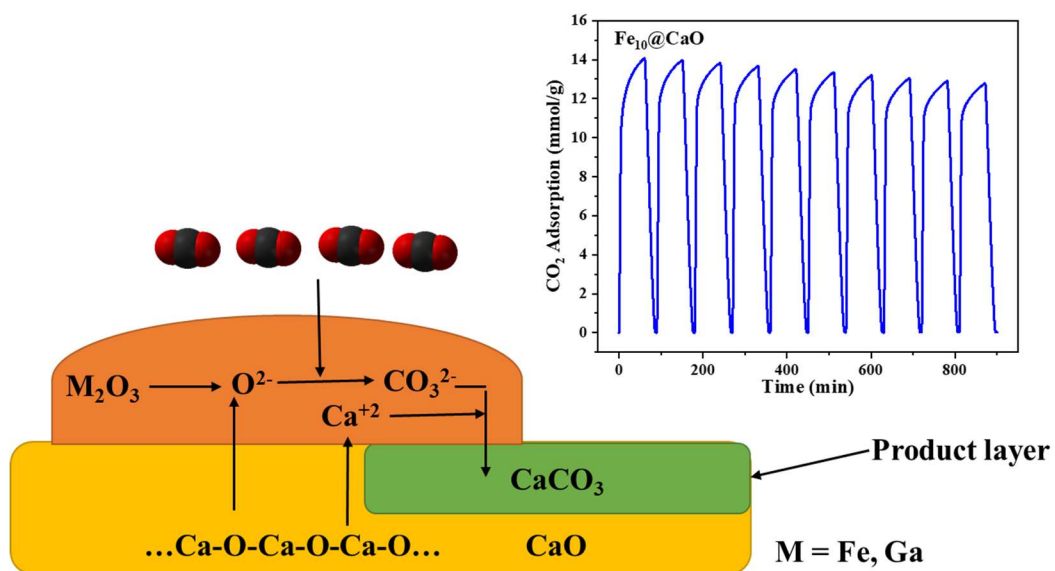 Fe₁₀@CaO
CO₂ Adsorption (mmol/g)
16
14
12
10
8
6
4
2
0
0 200 400 600 800
Time (min)
M₂O₃ O²⁻ CO₃²⁻
Ca⁺²
Product layer
CaCO₃
…Ca-O-Ca-O-Ca-O… CaO
M = Fe, Ga